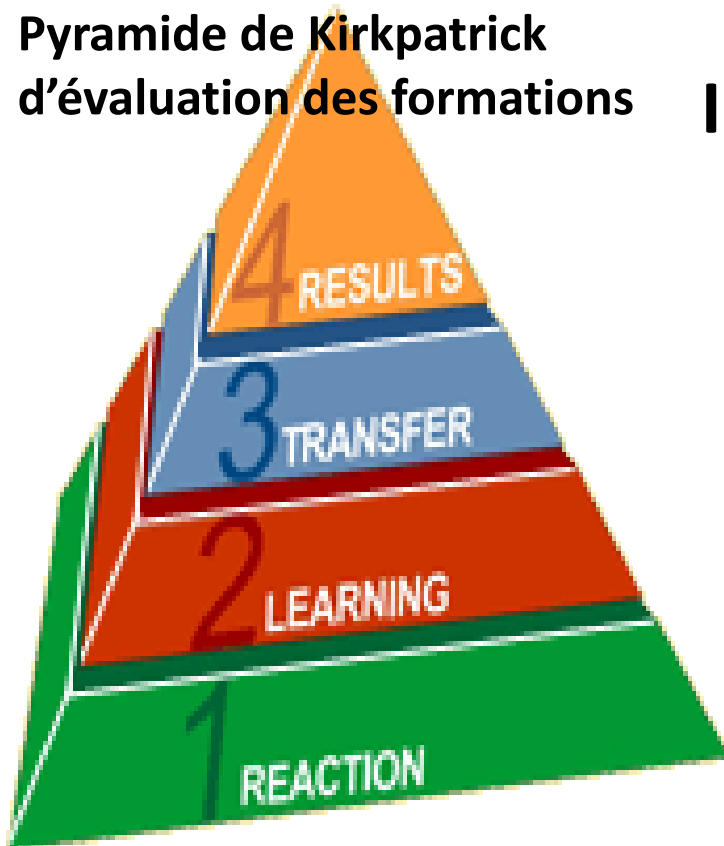 Pyramide de Kirkpatrick
d’évaluation des formations
4 RESULTS
3 TRANSFER
2 LEARNING
1 REACTION